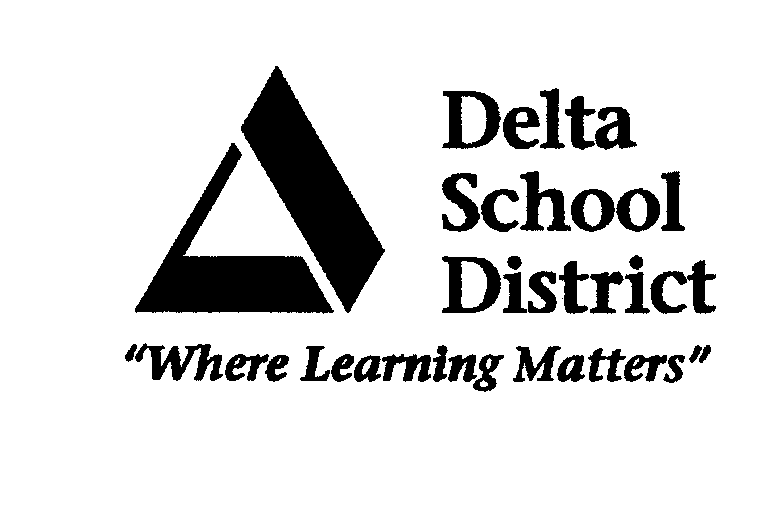 Delta
School
District
“Where Learning Matters”